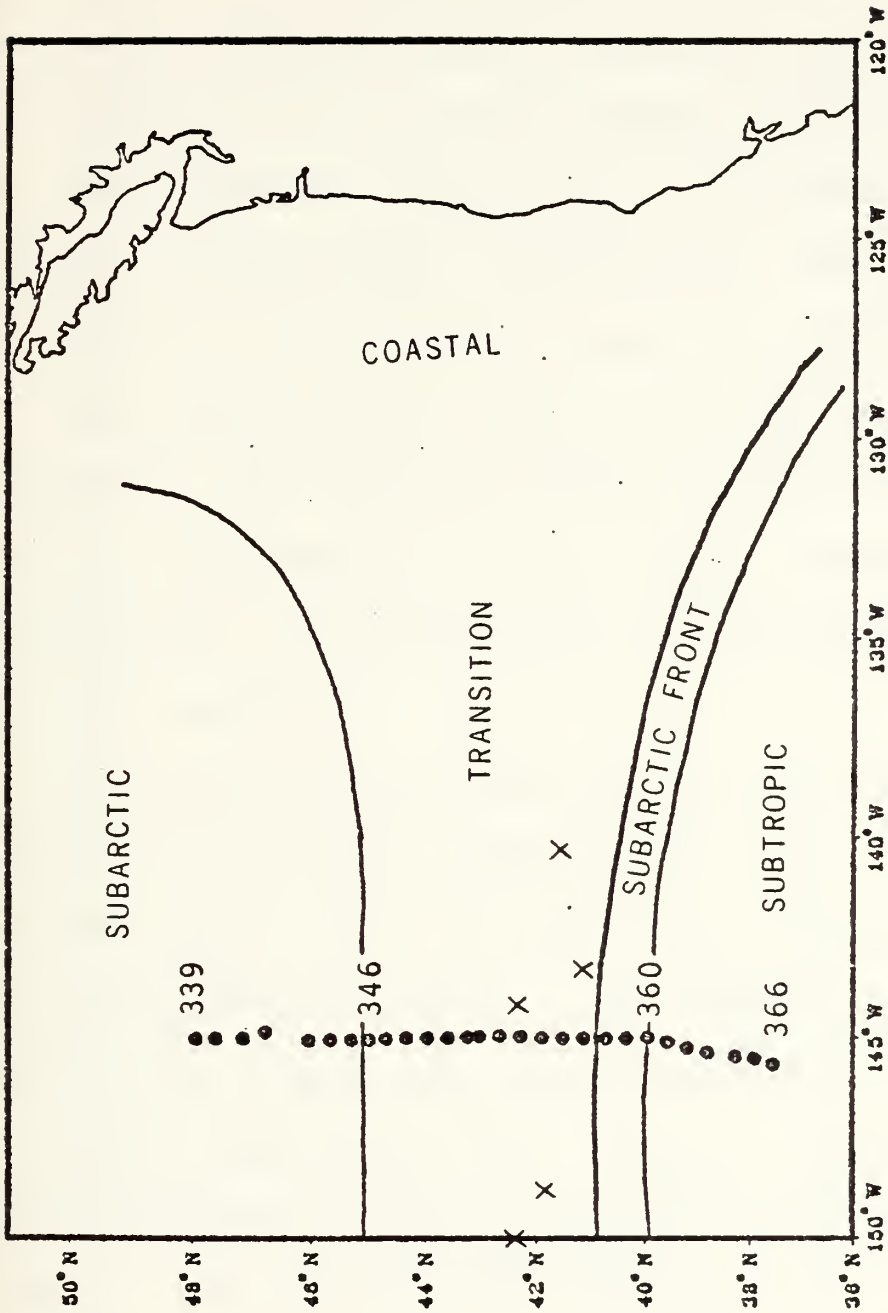 SUBARCTIC
339
346
COASTAL
TRANSITION
SUBARCTIC FRONT
360
SUBTROPIC
366
50° N
48° N
46° N
44° N
42° N
40° N
38° N
36° N
150° W
145° W
140° W
135° W
130° W
125° W
120° W